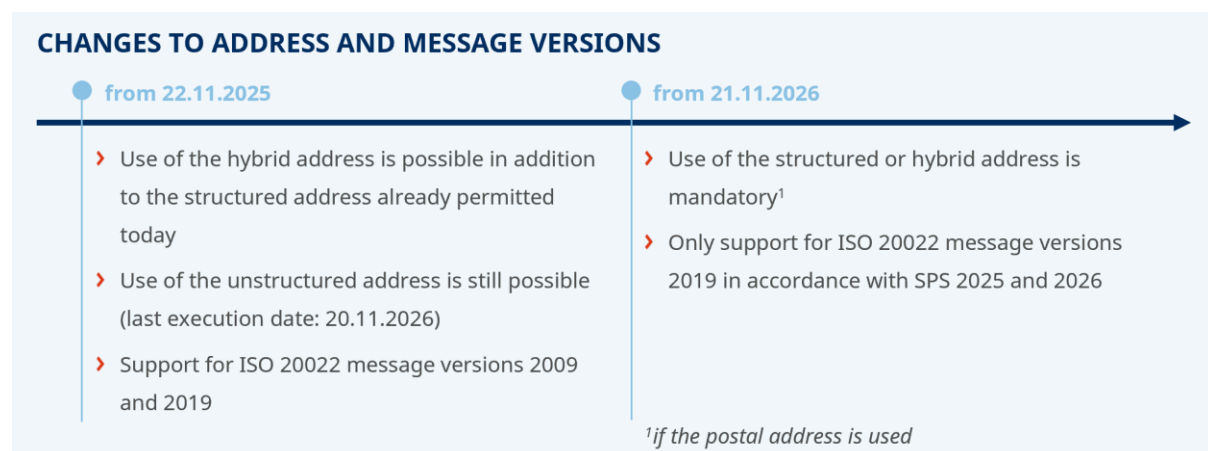 CHANGES TO ADDRESS AND MESSAGE VERSIONS
from 22.11.2025
Use of the hybrid address is possible in addition
to the structured address already permitted
today
Use of the unstructured address is still possible
(last execution date: 20.11.2026)
Support for ISO 20022 message versions 2009
and 2019
from 21.11.2026
Use of the structured or hybrid address is
mandatory¹
Only support for ISO 20022 message versions
2019 in accordance with SPS 2025 and 2026
¹if the postal address is used